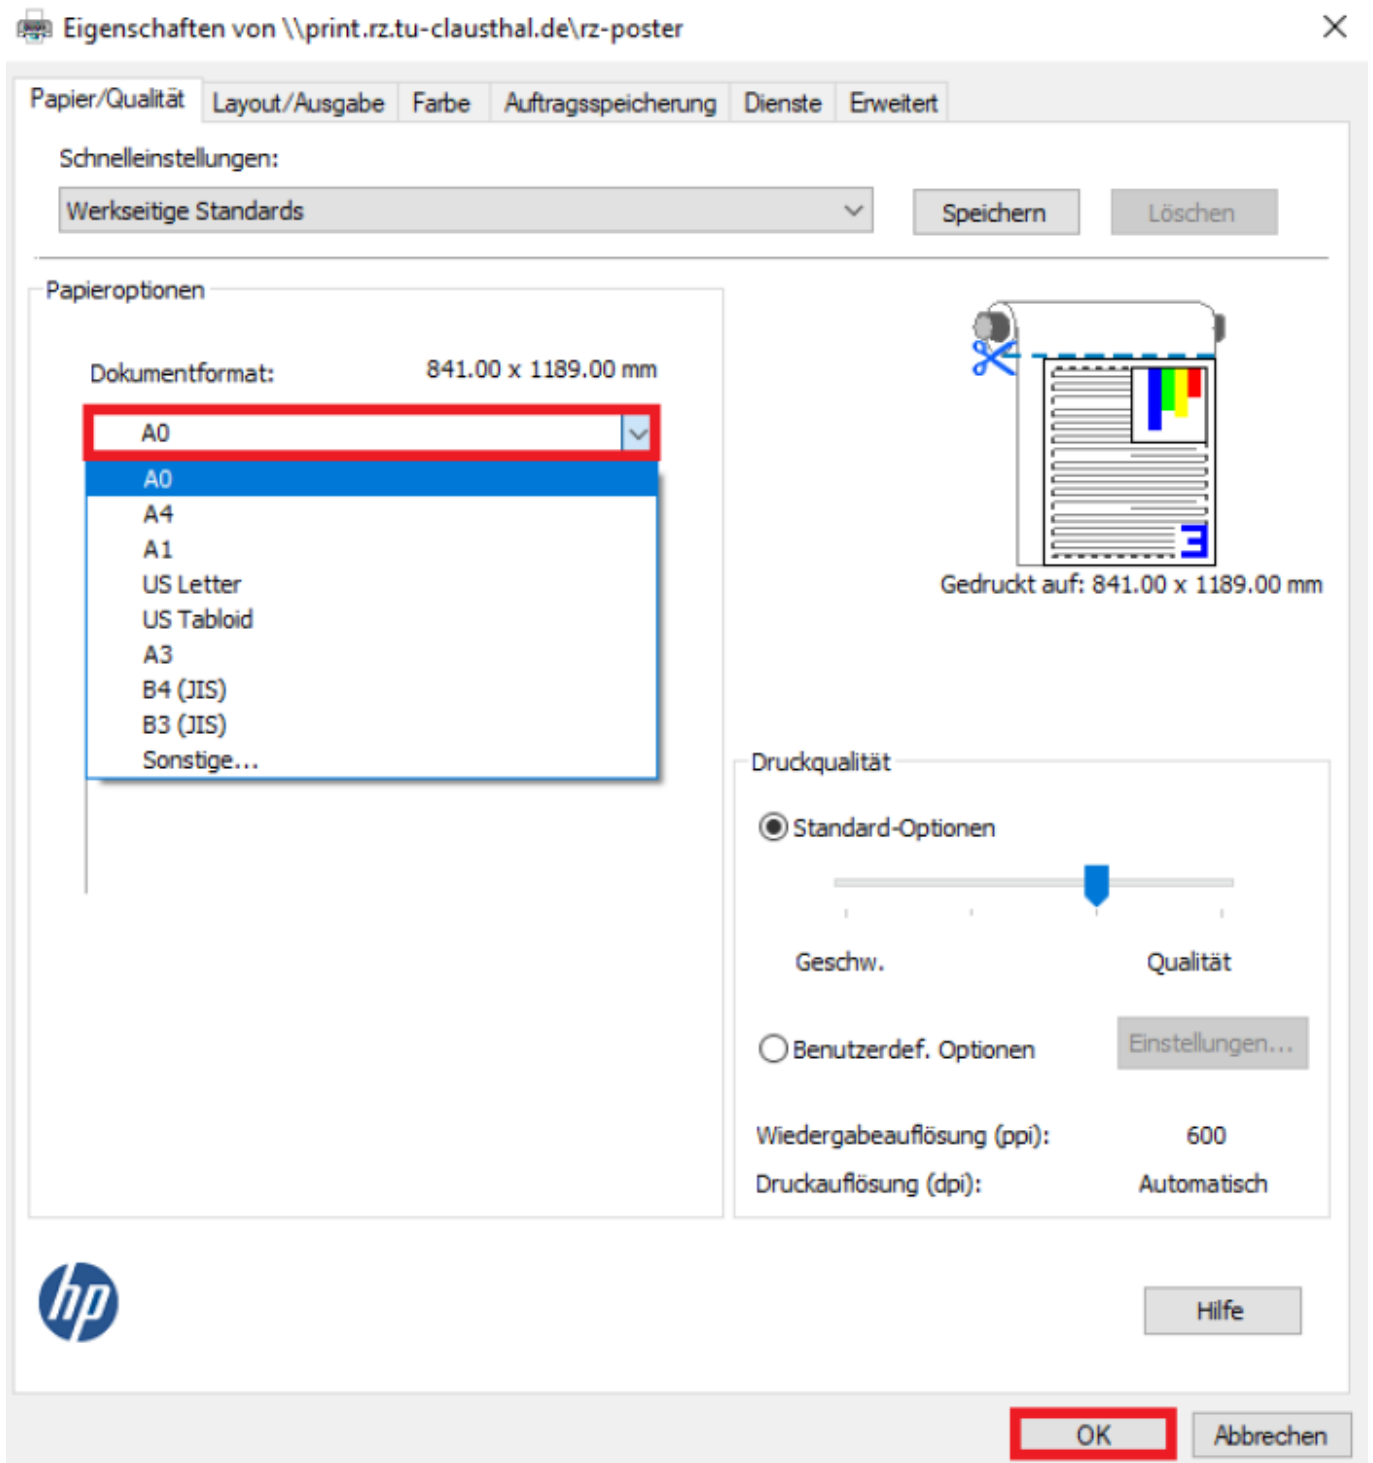 Eigenschaften von \\print.rz.tu-clausthal.de\rz-poster
Papier/Qualität Layout/Ausgabe Farbe Auftragsspeicherung Dienste Erweitert
Schnelleinstellungen:
Werkseitige Standards Speichern Löschen
Papieroptionen
Dokumentformat: 841.00 x 1189.00 mm
A0
A0
A4
A1
US Letter
US Tabloid
A3
B4 (JIS)
B3 (JIS)
Sonstige...
Gedruckt auf: 841.00 x 1189.00 mm
Druckqualität
Standard-Optionen
Geschw. Qualität
Benutzerdef. Optionen Einstellungen...
Wiedergabeauflösung (ppi): 600
Druckauflösung (dpi): Automatisch
hp
Hilfe
OK Abbrechen